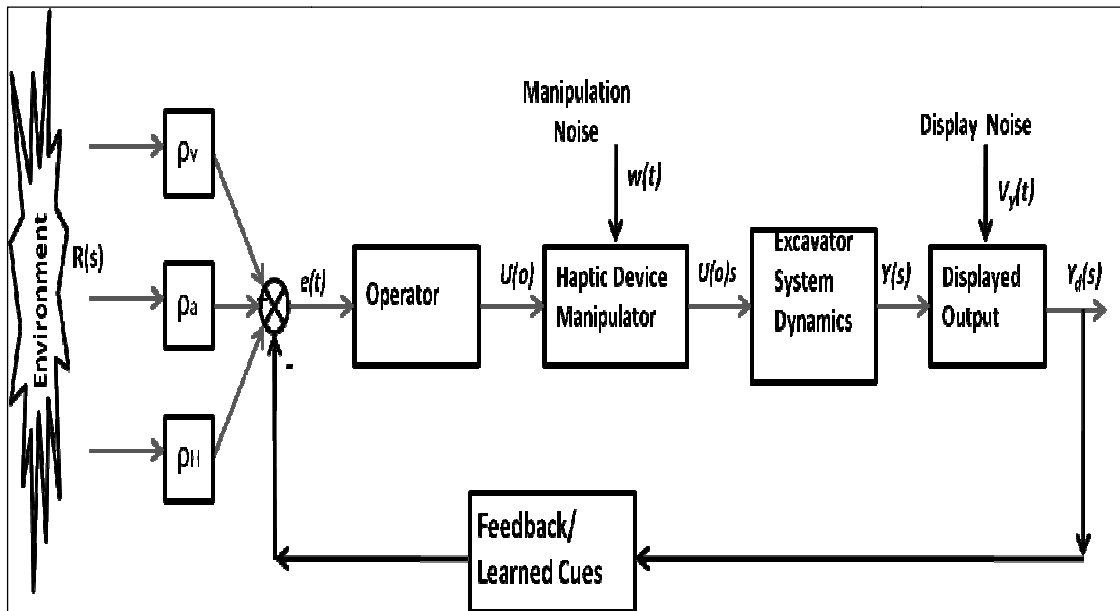 Environment
R(s)
ρv
ρa
ρH
e(t)
-
Operator
U(o)
Manipulation
Noise
w(t)
Haptic Device
Manipulator
U(o)s
Excavator
System
Dynamics
Y(s)
Display Noise
Vy(t)
Displayed
Output
Yd(s)
Feedback/
Learned Cues